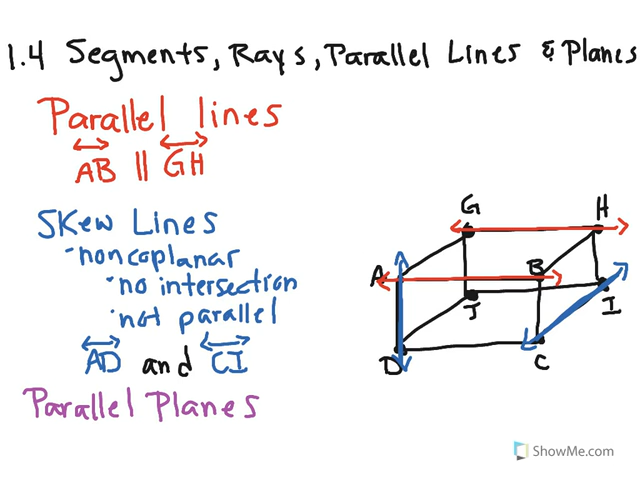 1.4 Segments, Rays, Parallel Lines & Planes
Parallel lines
AB || GH
Skew Lines
• noncoplanar
• no intersection
• not parallel
AD and CI
Parallel Planes
G H
A B
J I
D C
ShowMe.com